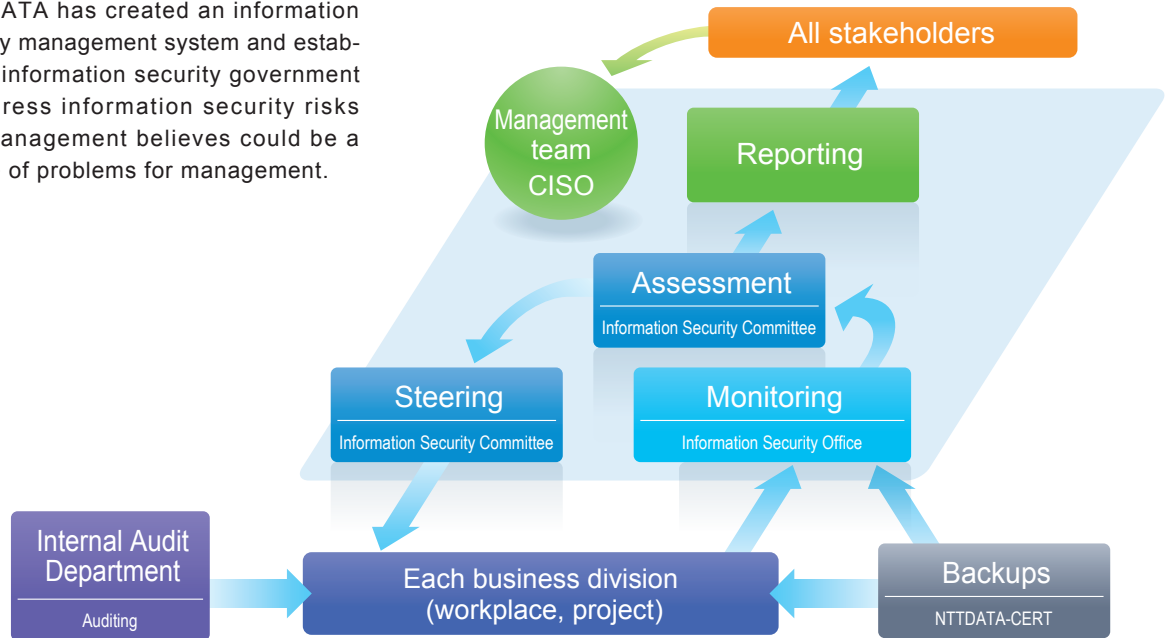 ATA has created an information
y management system and estab-
information security government
ress information security risks
anagement believes could be a
of problems for management.
All stakeholders
Management
team
CISO
Reporting
Assessment
Information Security Committee
Steering
Information Security Committee
Monitoring
Information Security Office
Internal Audit
Department
Auditing
Each business division
(workplace, project)
Backups
NTTDATA-CERT